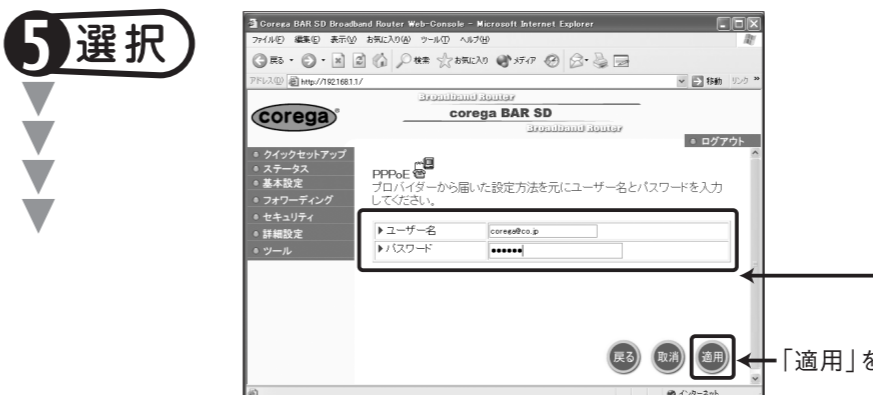 5 選択
Corega BAR SD Broadband Router Web-Console - Microsoft Internet Explorer
ファイル(F) 編集(E) 表示(V) お気に入り(A) ツール(T) ヘルプ(H)
戻る 検索 お気に入り メディア
アドレス(D) http://192.168.1.1/ 移動 リンク »
Broadband Router
corega
corega BAR SD
Broadband Router
ログアウト
クイックセットアップ
ステータス
基本設定
フォワーディング
セキュリティ
詳細設定
ツール
PPPoE
プロバイダーから届いた設定方法を元にユーザー名とパスワードを入力
してください。
ユーザー名 corega@co.jp
パスワード ••••••
戻る 取消 適用
「適用」を
インターネット